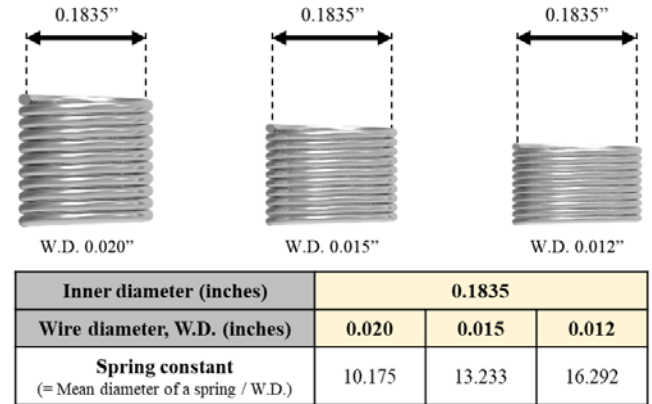 0.1835” 0.1835” 0.1835”
W.D. 0.020” W.D. 0.015” W.D. 0.012”
Inner diameter (inches) 0.1835
Wire diameter, W.D. (inches) 0.020 0.015 0.012
Spring constant
(= Mean diameter of a spring / W.D.) 10.175 13.233 16.292